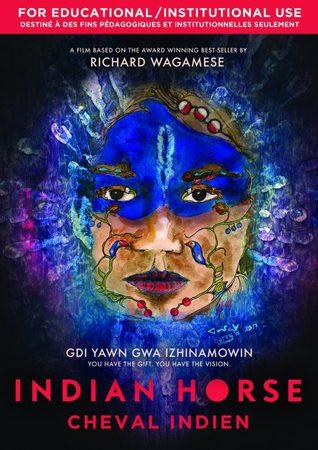 FOR EDUCATIONAL/INSTITUTIONAL USE
DESTINÉ À DES FINS PÉDAGOGIQUES ET INSTITUTIONNELLES SEULEMENT
A FILM BASED ON THE AWARD WINNING BEST-SELLER BY
RICHARD WAGAMESE
GDI YAWN GWA IZHINAMOWIN
YOU HAVE THE GIFT. YOU HAVE THE VISION.
INDIAN HORSE
CHEVAL INDIEN